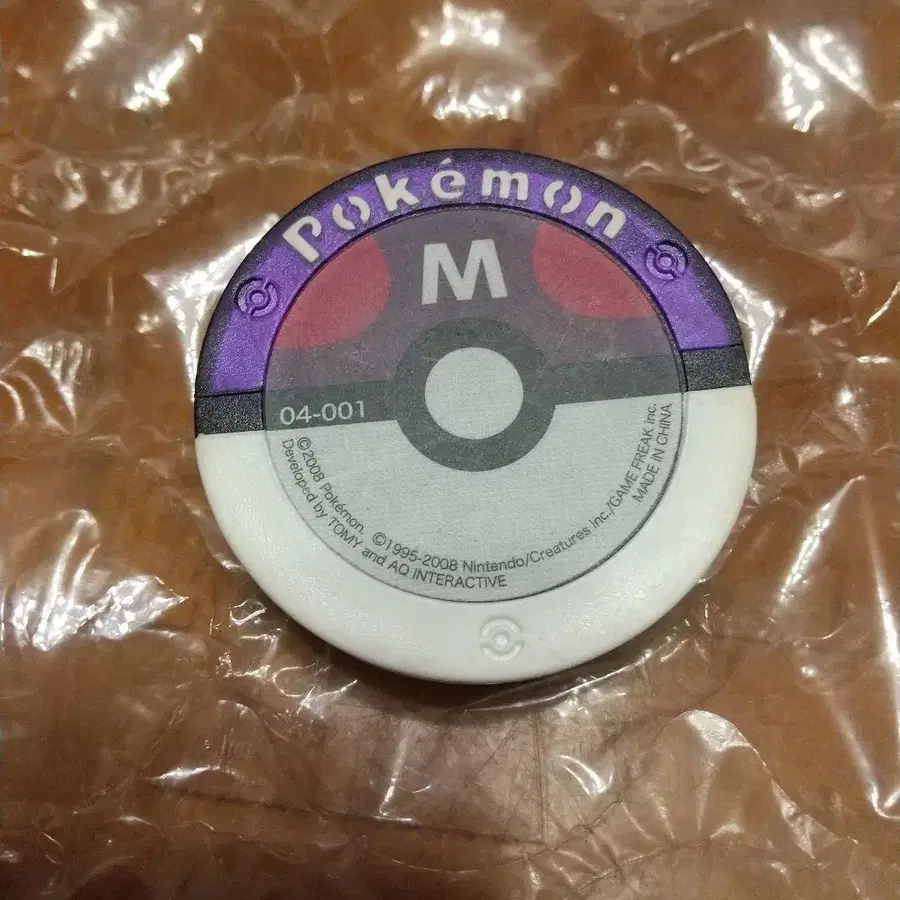 Pokémon
M
04-001
©2008 Pokémon. ©1995-2008 Nintendo/Creatures inc./GAME FREAK inc.
Developed by TOMY and AQ INTERACTIVE
MADE IN CHINA